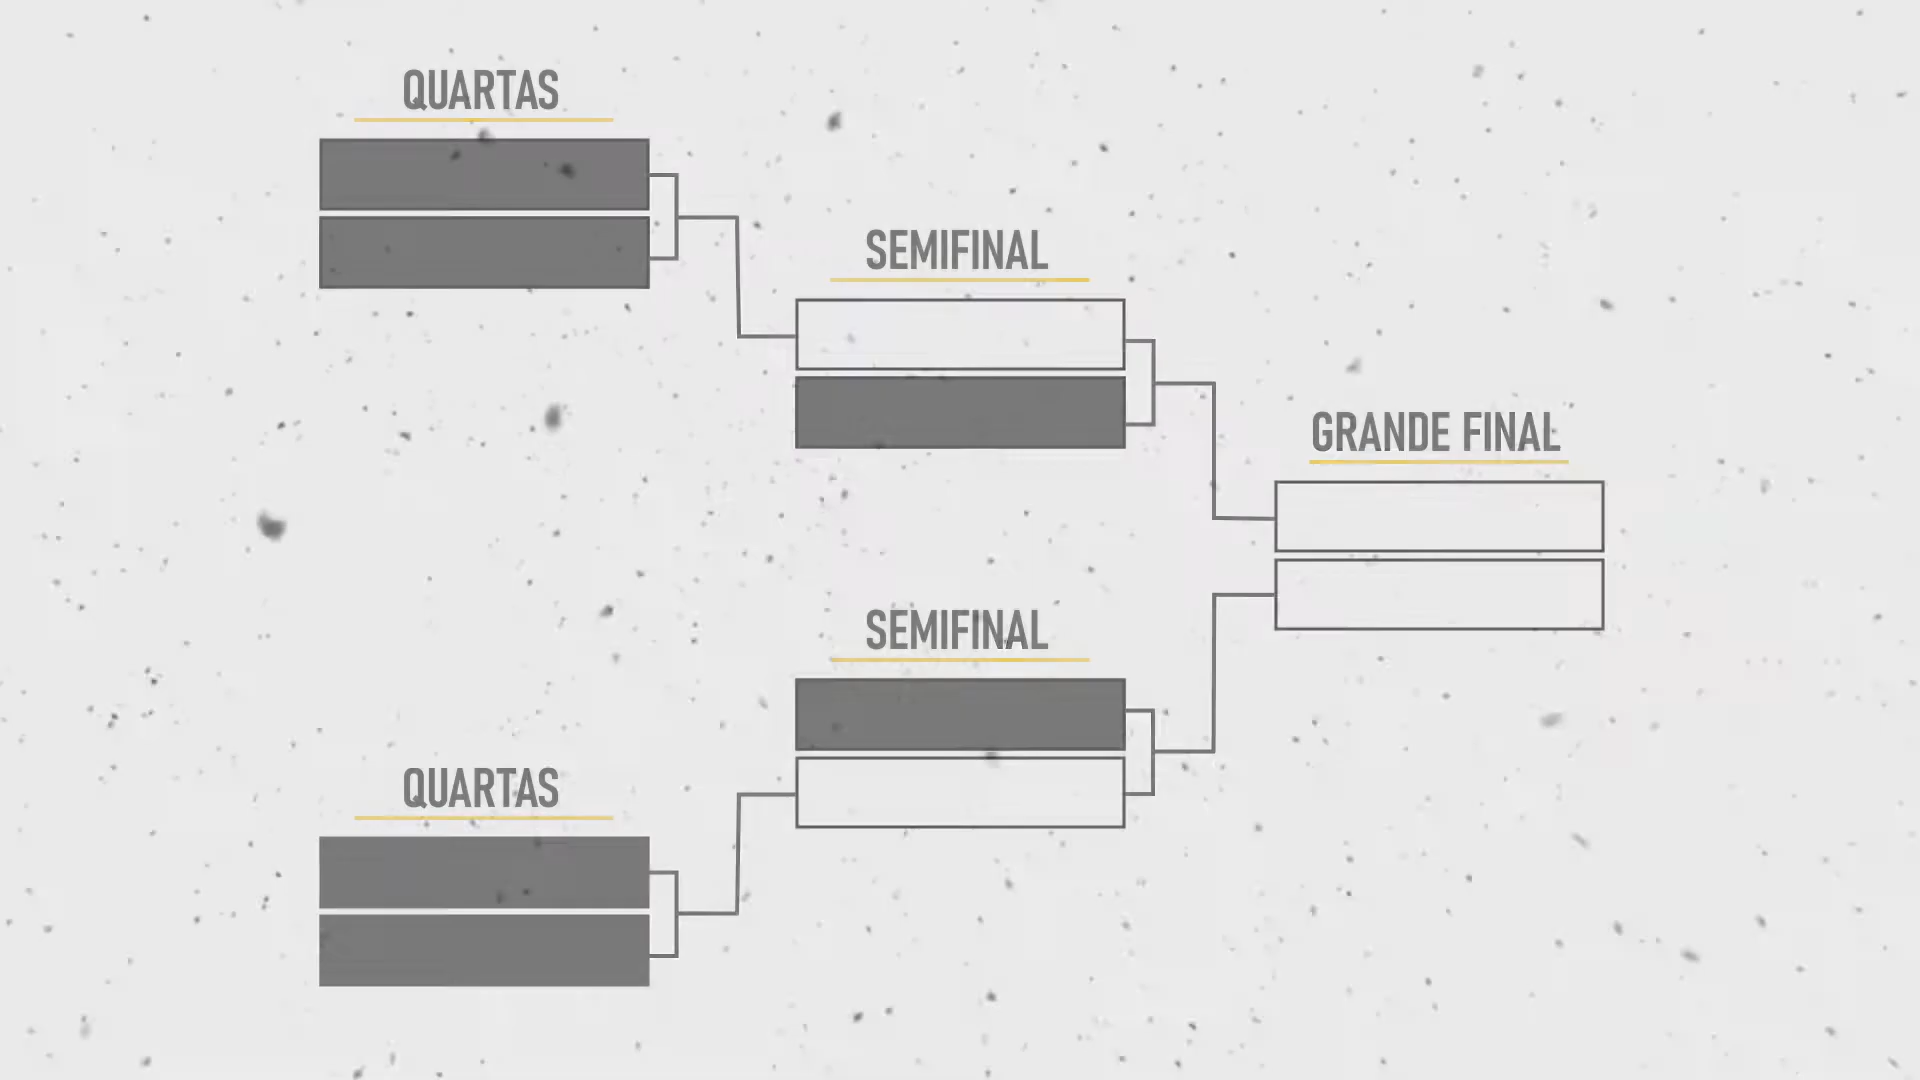 QUARTAS
SEMIFINAL
GRANDE FINAL
SEMIFINAL
QUARTAS